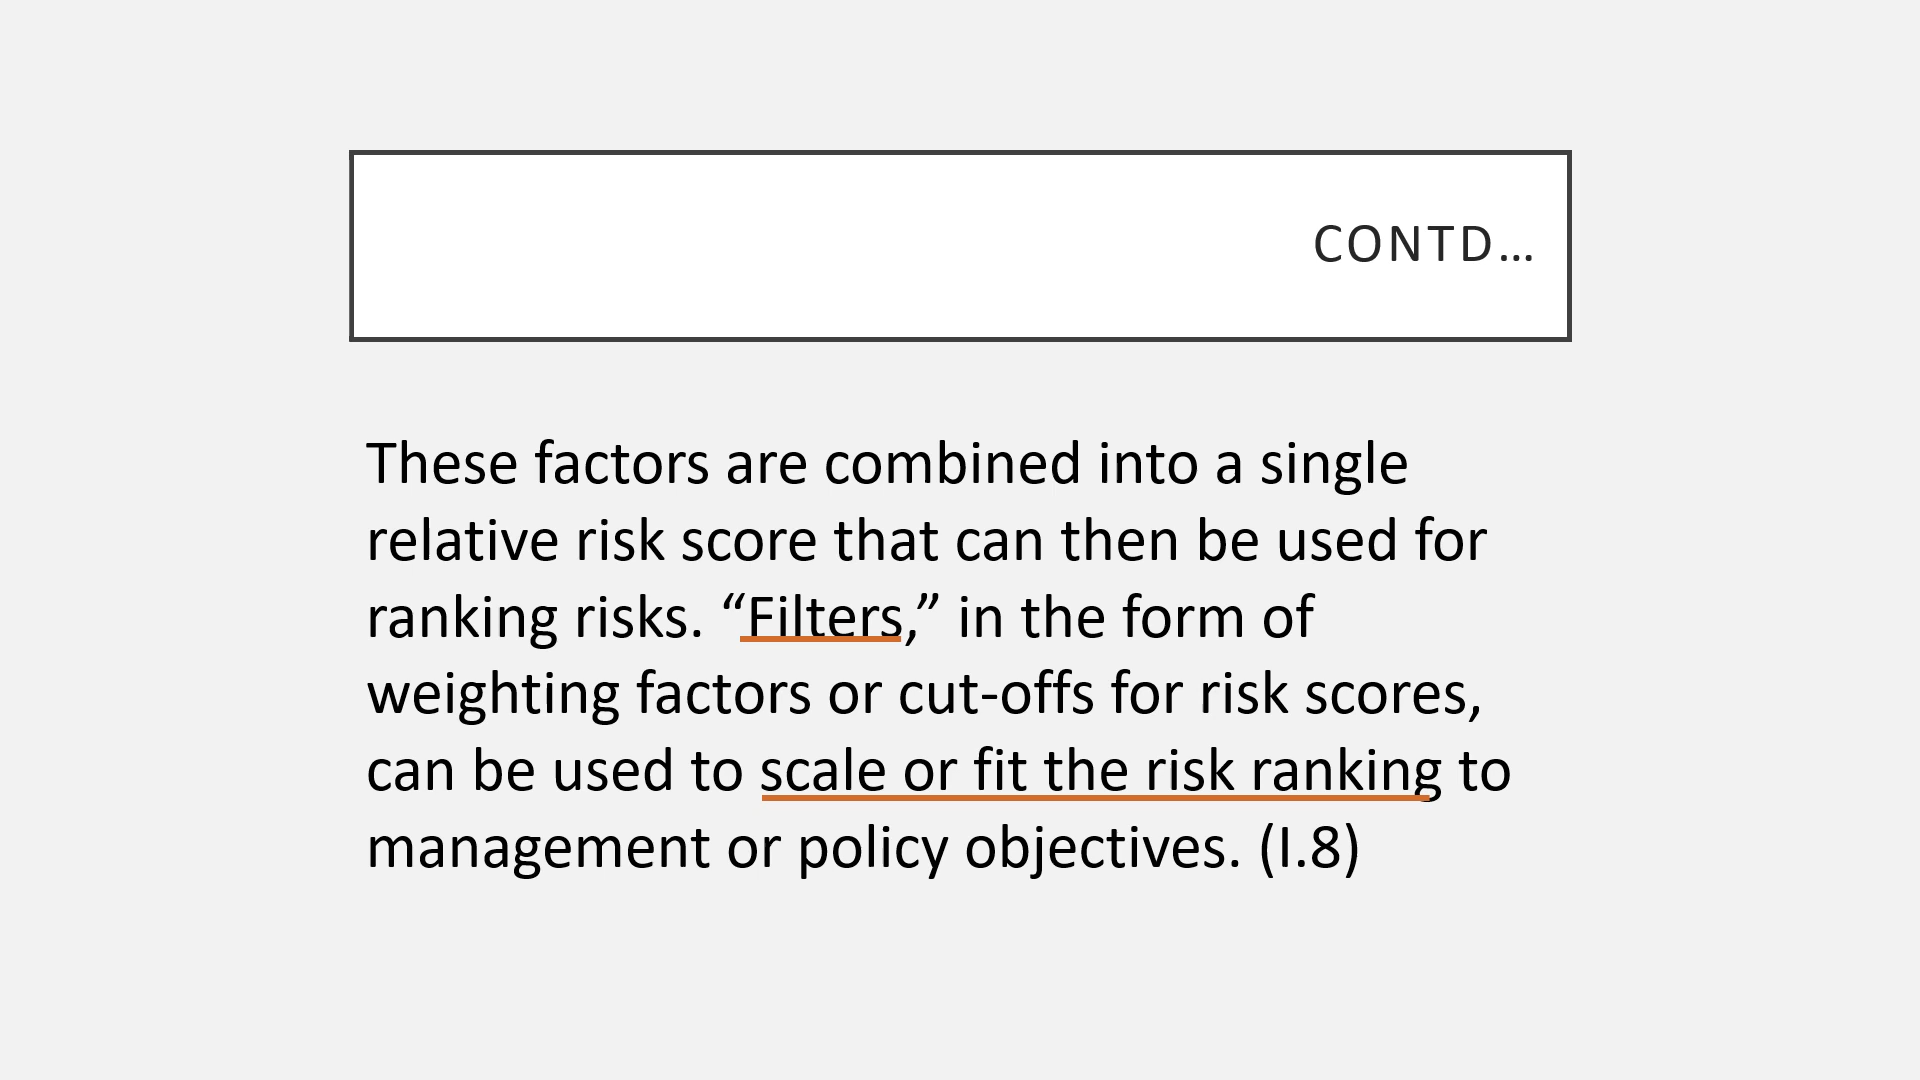 CONTD…
These factors are combined into a single
relative risk score that can then be used for
ranking risks. “Filters,” in the form of
weighting factors or cut-offs for risk scores,
can be used to scale or fit the risk ranking to
management or policy objectives. (I.8)